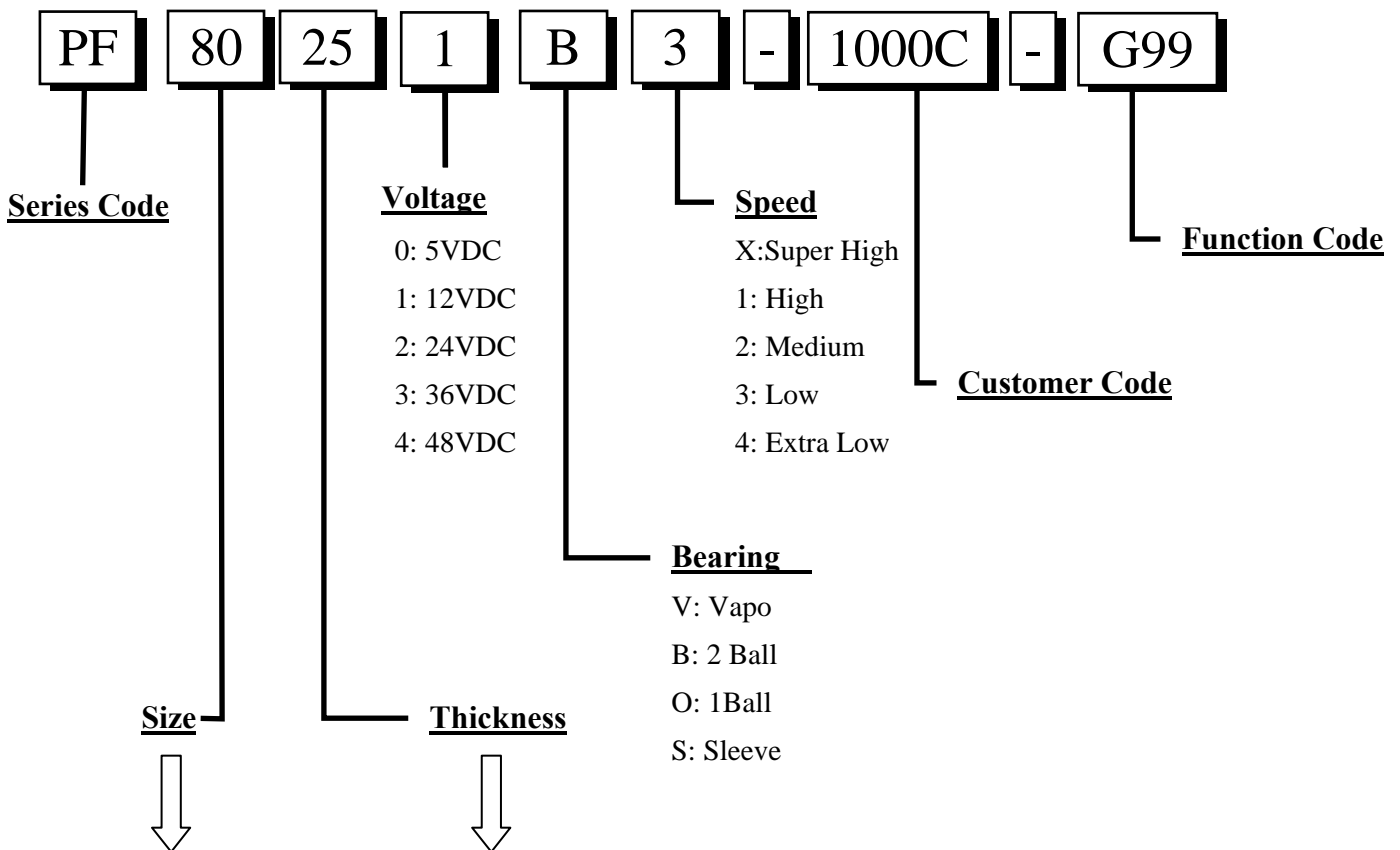 PF 80 25 1 B 3 - 1000C - G99
Series Code
Voltage
0: 5VDC
1: 12VDC
2: 24VDC
3: 36VDC
4: 48VDC
Speed
X:Super High
1: High
2: Medium
3: Low
4: Extra Low
Function Code
Customer Code
Bearing
V: Vapo
B: 2 Ball
O: 1Ball
S: Sleeve
Size
Thickness